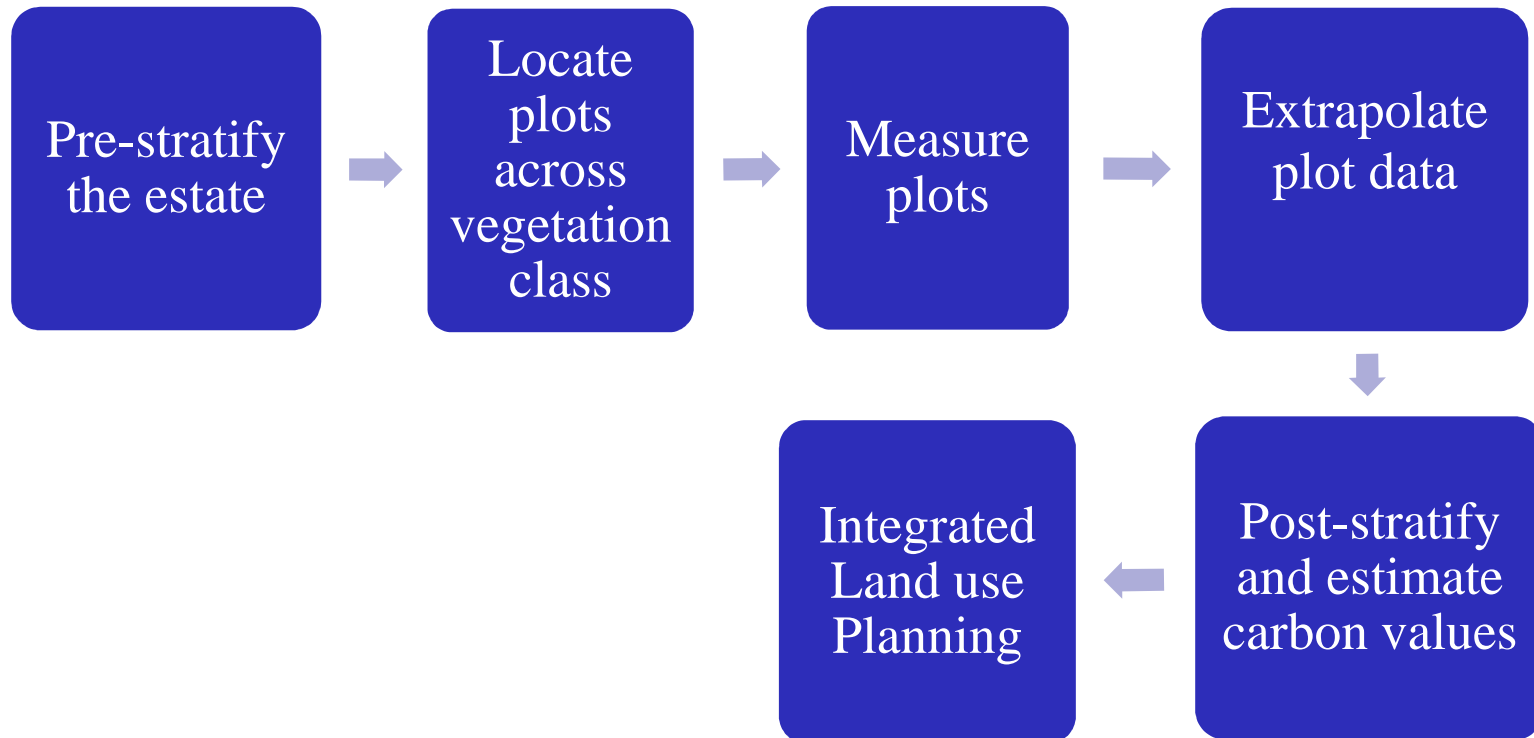 Pre-stratify
the estate
Locate
plots
across
vegetation
class
Measure
plots
Extrapolate
plot data
Post-stratify
and estimate
carbon values
Integrated
Land use
Planning